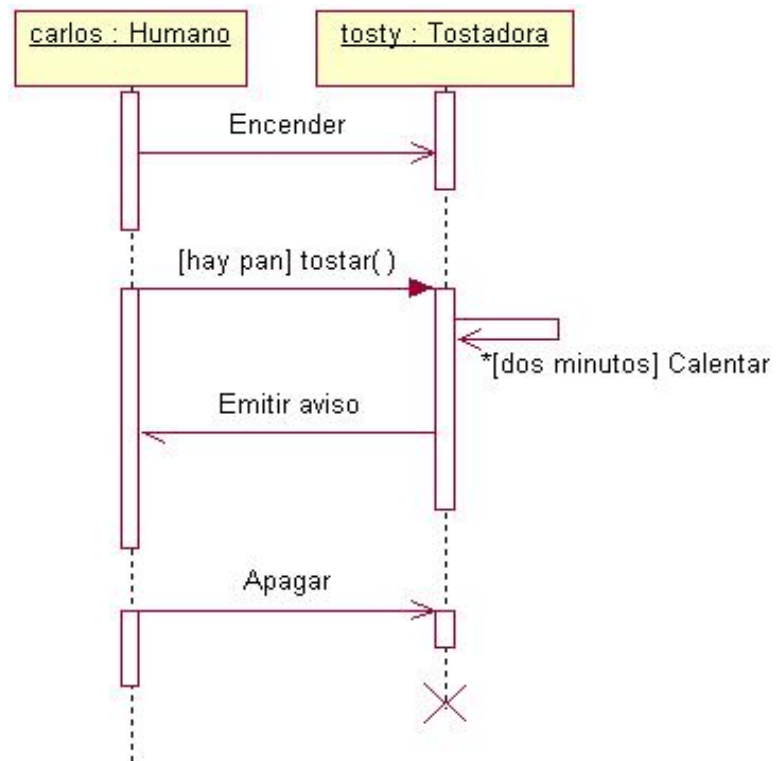 carlos : Humano
tosty : Tostadora
Encender
[hay pan] tostar( )
*[dos minutos] Calentar
Emitir aviso
Apagar